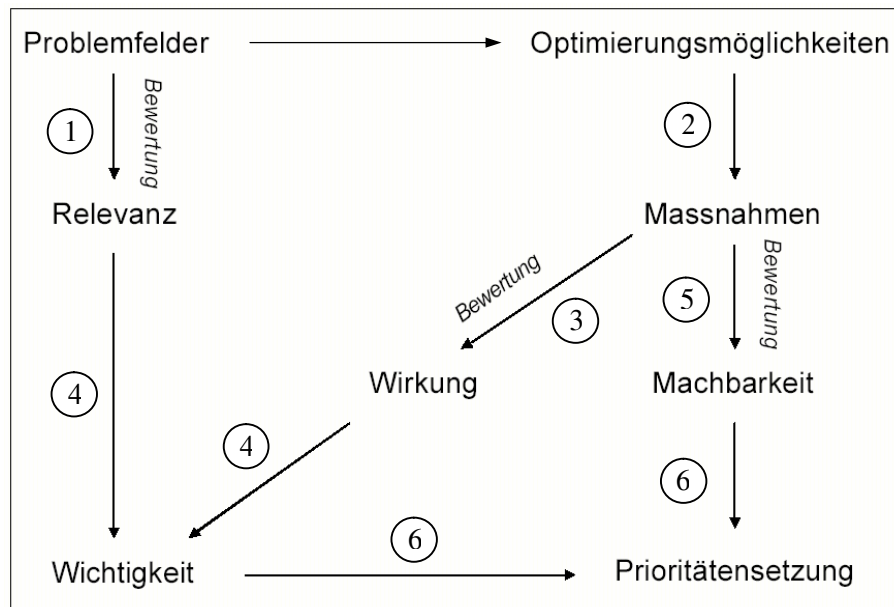 Problemfelder
Optimierungsmöglichkeiten
1
Bewertung
2
Relevanz
Massnahmen
Bewertung
3
5
Bewertung
4
Wirkung
Machbarkeit
4
6
6
Wichtigkeit
Prioritätensetzung